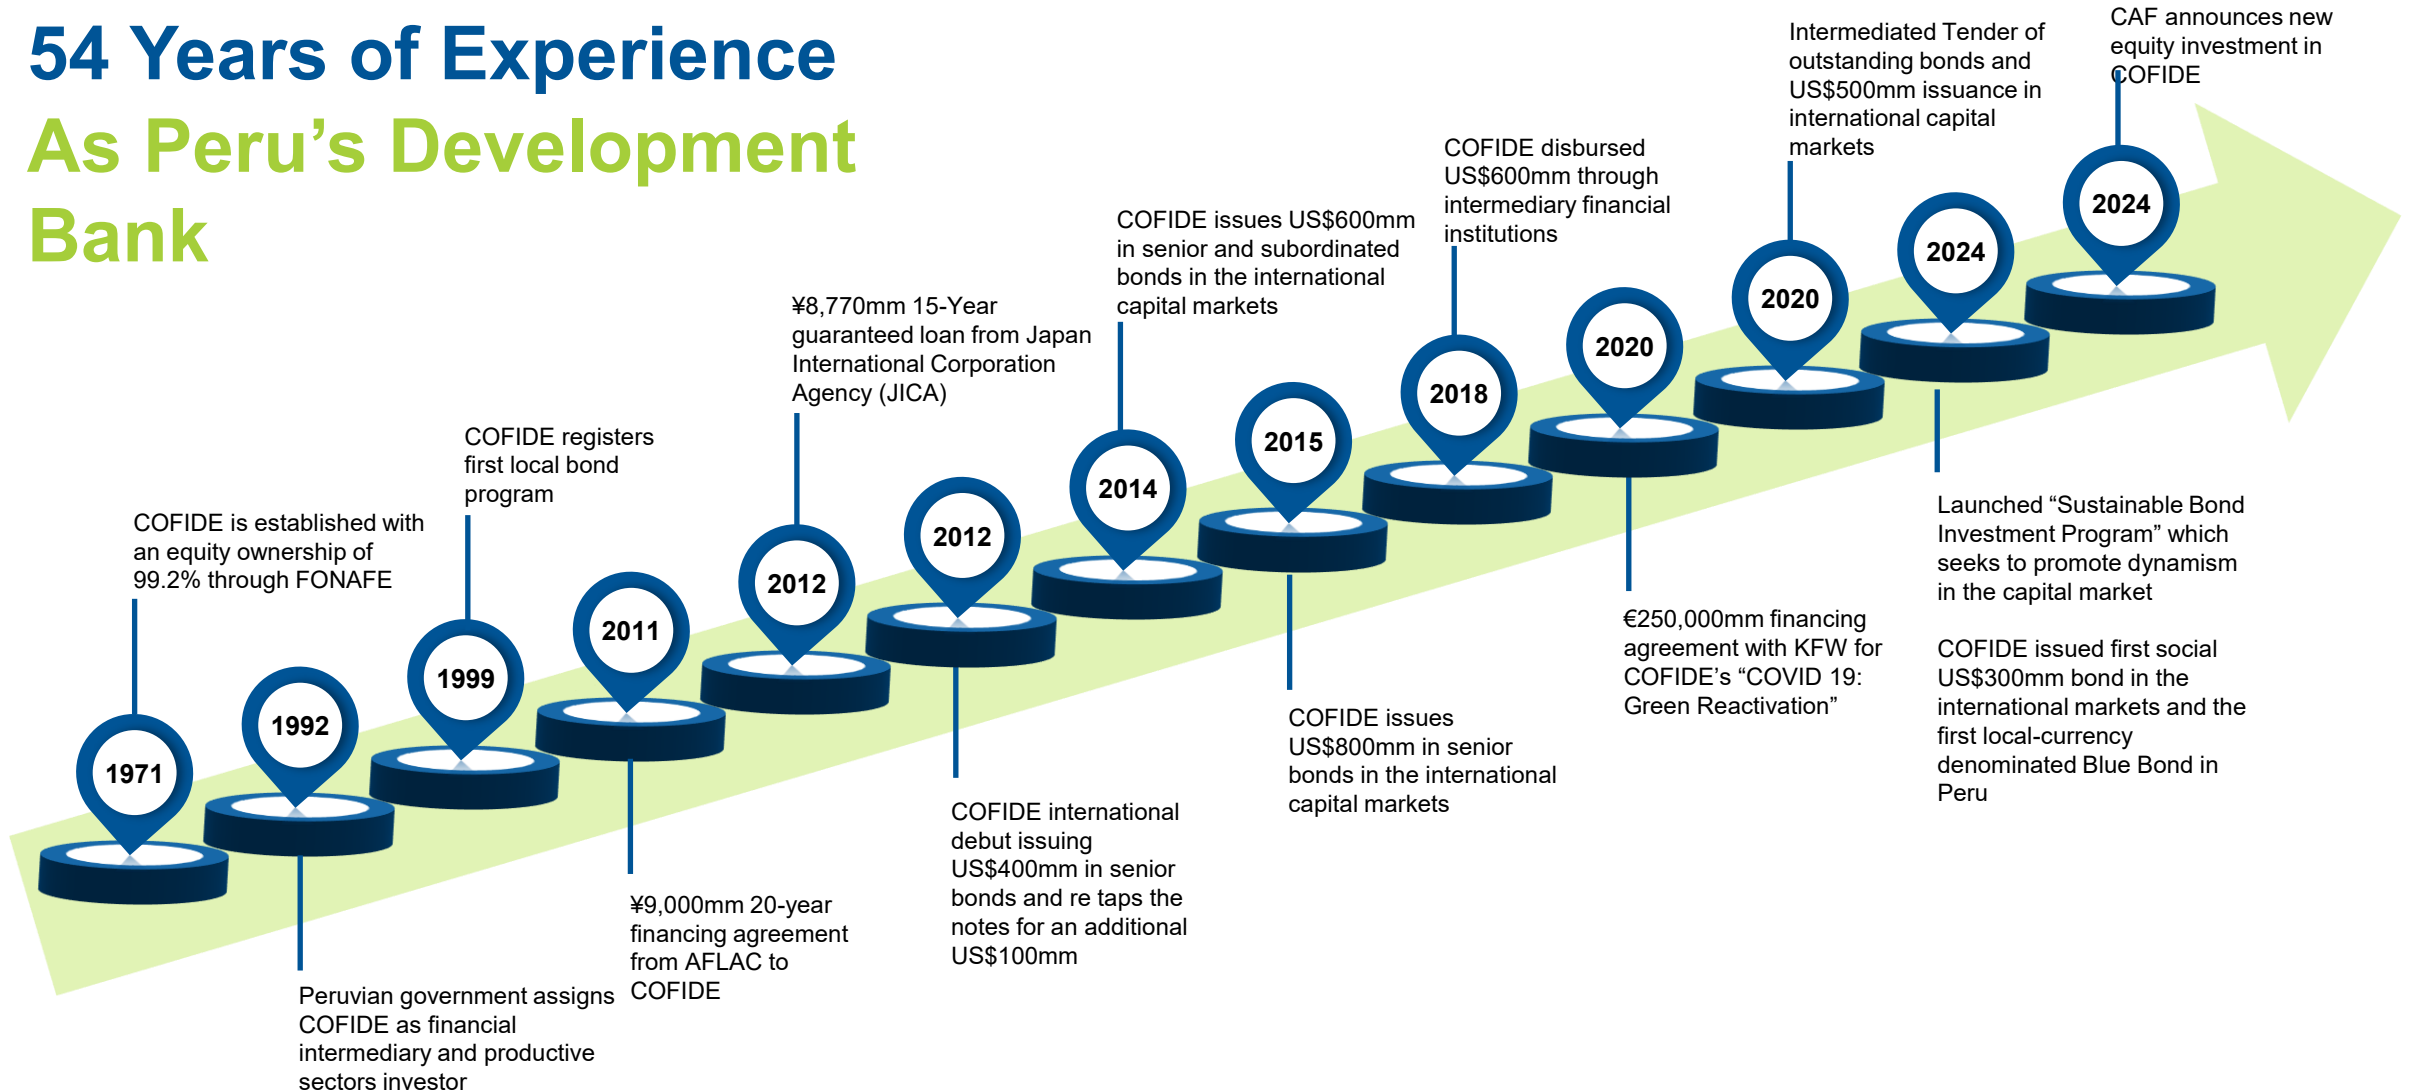 54 Years of Experience
As Peru’s Development
Bank
1971
COFIDE is established with
an equity ownership of
99.2% through FONAFE
1992
Peruvian government assigns
COFIDE as financial
intermediary and productive
sectors investor
1999
COFIDE registers
first local bond
program
2011
¥9,000mm 20-year
financing agreement
from AFLAC to
COFIDE
2012
¥8,770mm 15-Year
guaranteed loan from Japan
International Corporation
Agency (JICA)
2012
COFIDE international
debut issuing
US$400mm in senior
bonds and re taps the
notes for an additional
US$100mm
2014
COFIDE issues US$600mm
in senior and subordinated
bonds in the international
capital markets
2015
COFIDE issues
US$800mm in senior
bonds in the international
capital markets
2018
COFIDE disbursed
US$600mm through
intermediary financial
institutions
2020
€250,000mm financing
agreement with KFW for
COFIDE’s “COVID 19:
Green Reactivation”
2020
Intermediated Tender of
outstanding bonds and
US$500mm issuance in
international capital
markets
2024
Launched “Sustainable Bond
Investment Program” which
seeks to promote dynamism
in the capital market
COFIDE issued first social
US$300mm bond in the
international markets and the
first local-currency
denominated Blue Bond in
Peru
2024
CAF announces new
equity investment in
COFIDE